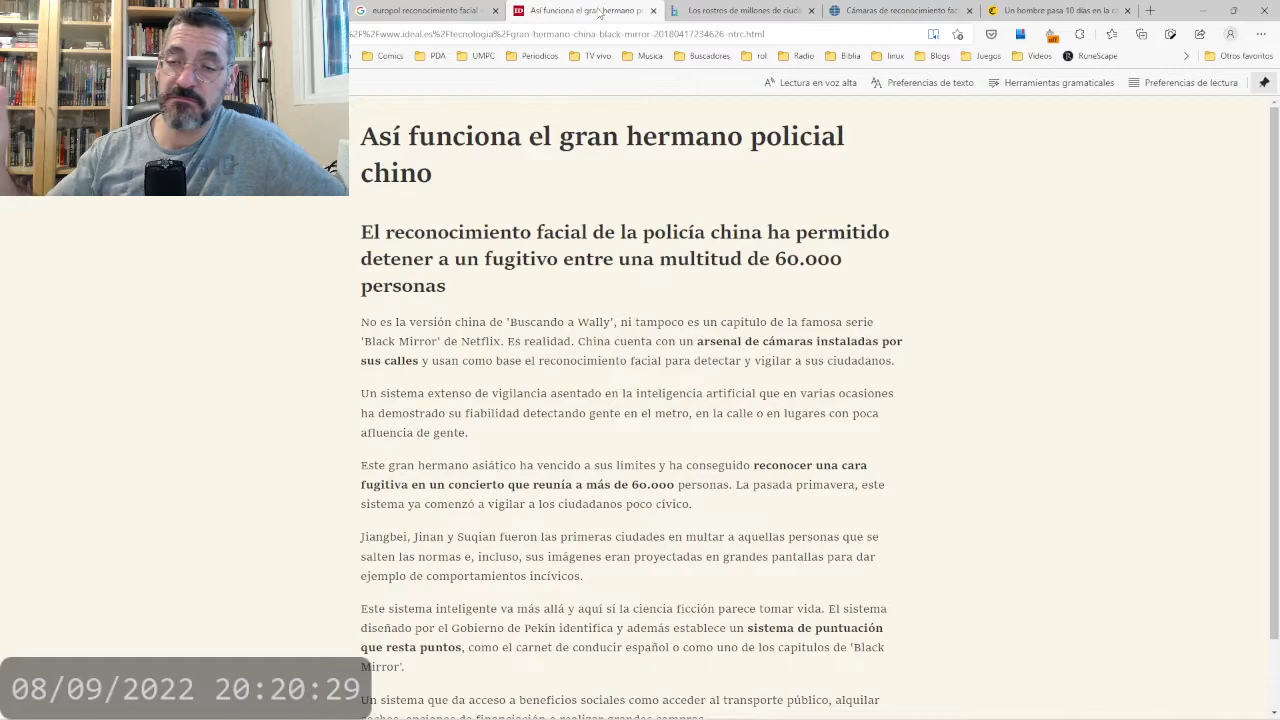 europol reconocimiento facial -
Así funciona el gran hermano po
Los rostros de millones de ciuda
Cámaras de reconocimiento fac
Un hombre pasa 10 días en la c
www.ideal.es%2Ftecnologia%2Fgran-hermano-china-black-mirror-20180417234626-ntrc.html
off
Comics PDA UMPC Periodicos TV vivo Musica Buscadores rol Radio Biblia links Blogs Juegos Videos RuneScape Otros favoritos
Lectura en voz alta Preferencias de texto Herramientas gramaticales Preferencias de lectura
Así funciona el gran hermano policial
chino
El reconocimiento facial de la policía china ha permitido
detener a un fugitivo entre una multitud de 60.000
personas
No es la versión china de 'Buscando a Wally', ni tampoco es un capítulo de la famosa serie
'Black Mirror' de Netflix. Es realidad. China cuenta con un arsenal de cámaras instaladas por
sus calles y usan como base el reconocimiento facial para detectar y vigilar a sus ciudadanos.
Un sistema extenso de vigilancia asentado en la inteligencia artificial que en varias ocasiones
ha demostrado su fiabilidad detectando gente en el metro, en la calle o en lugares con poca
afluencia de gente.
Este gran hermano asiático ha vencido a sus límites y ha conseguido reconocer una cara
fugitiva en un concierto que reunía a más de 60.000 personas. La pasada primavera, este
sistema ya comenzó a vigilar a los ciudadanos poco cívico.
Jiangbei, Jinan y Suqian fueron las primeras ciudades en multar a aquellas personas que se
salten las normas e, incluso, sus imágenes eran proyectadas en grandes pantallas para dar
ejemplo de comportamientos incívicos.
Este sistema inteligente va más allá y aquí sí la ciencia ficción parece tomar vida. El sistema
diseñado por el Gobierno de Pekín identifica y además establece un sistema de puntuación
que resta puntos, como el carnet de conducir español o como uno de los capítulos de 'Black
Mirror'.
Un sistema que da acceso a beneficios sociales como acceder al transporte público, alquilar
coches, opciones de financiación o realizar grandes compras.
08/09/2022 20:20:29